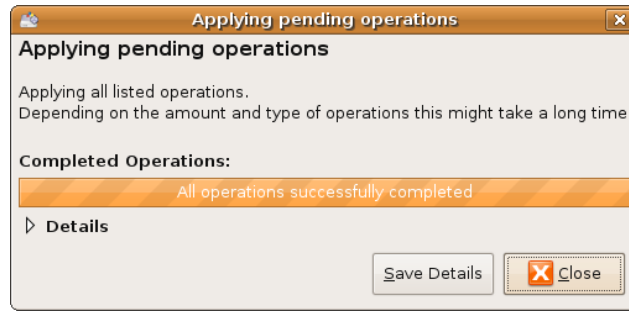 Applying pending operations
Applying pending operations
Applying all listed operations.
Depending on the amount and type of operations this might take a long time
Completed Operations:
All operations successfully completed
Details
Save Details
Close